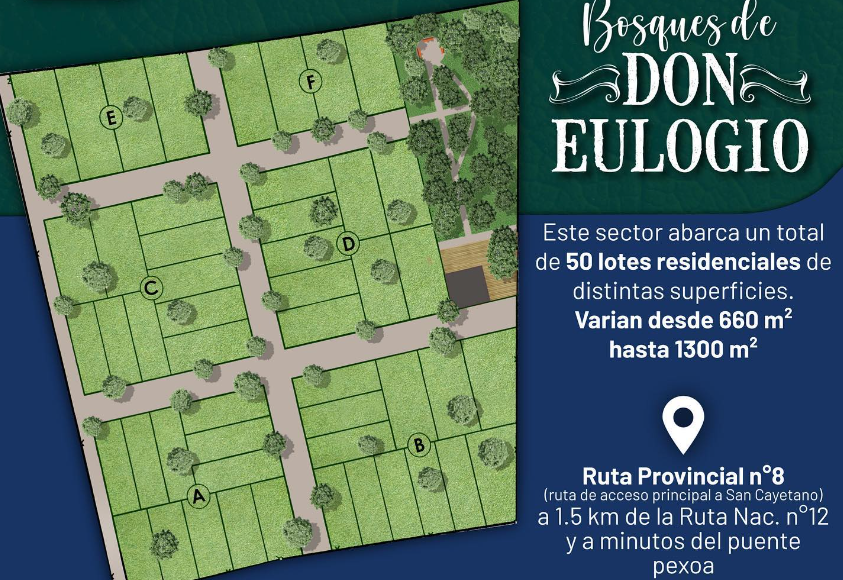 Bosques de
DON
EULOGIO
Este sector abarca un total
de 50 lotes residenciales de
distintas superficies.
Varian desde 660 m²
hasta 1300 m²
Ruta Provincial n°8
(ruta de acceso principal a San Cayetano)
a 1.5 km de la Ruta Nac. n°12
y a minutos del puente
pexoa
E
F
D
C
B
A